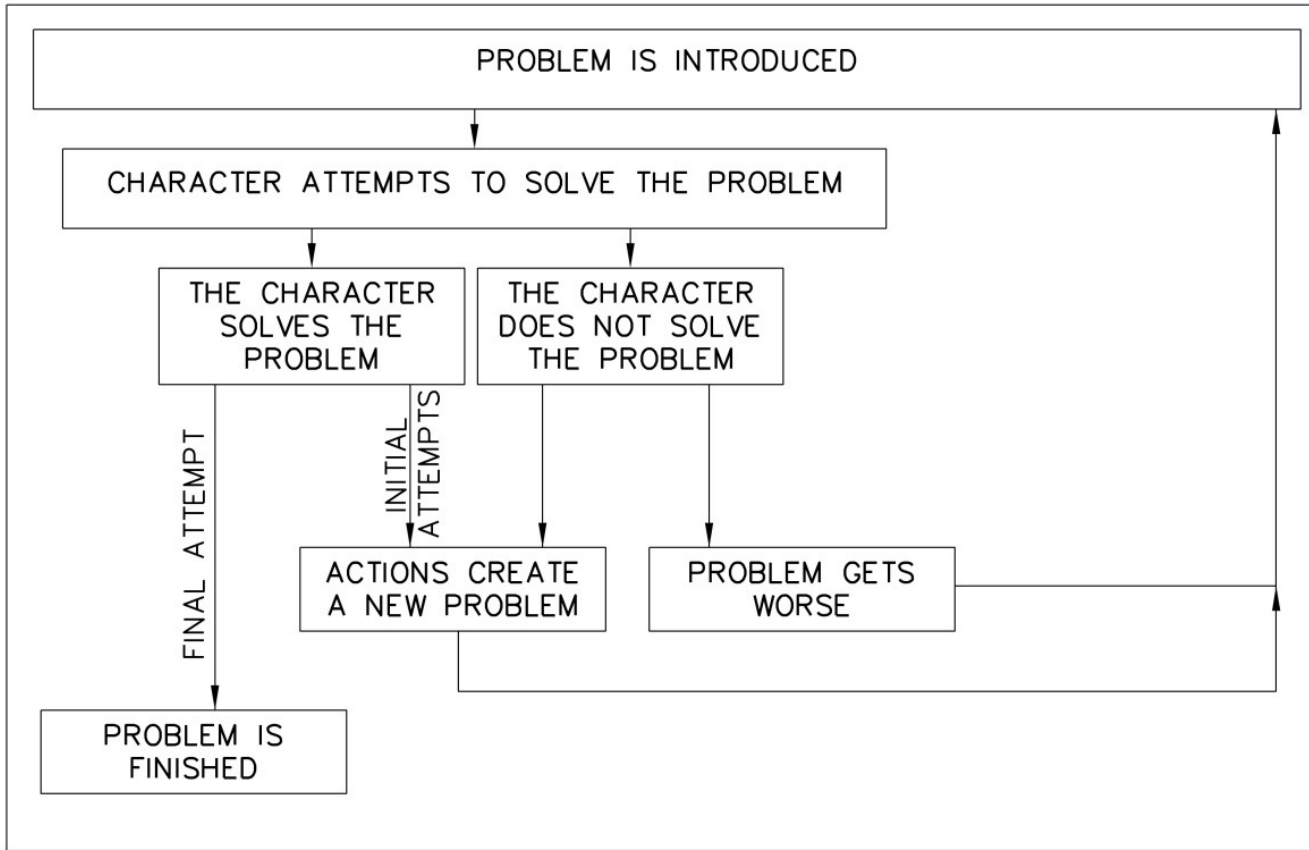 PROBLEM IS INTRODUCED
CHARACTER ATTEMPTS TO SOLVE THE PROBLEM
THE CHARACTER
SOLVES THE
PROBLEM
THE CHARACTER
DOES NOT SOLVE
THE PROBLEM
FINAL ATTEMPT
INITIAL
ATTEMPTS
ACTIONS CREATE
A NEW PROBLEM
PROBLEM GETS
WORSE
PROBLEM IS
FINISHED